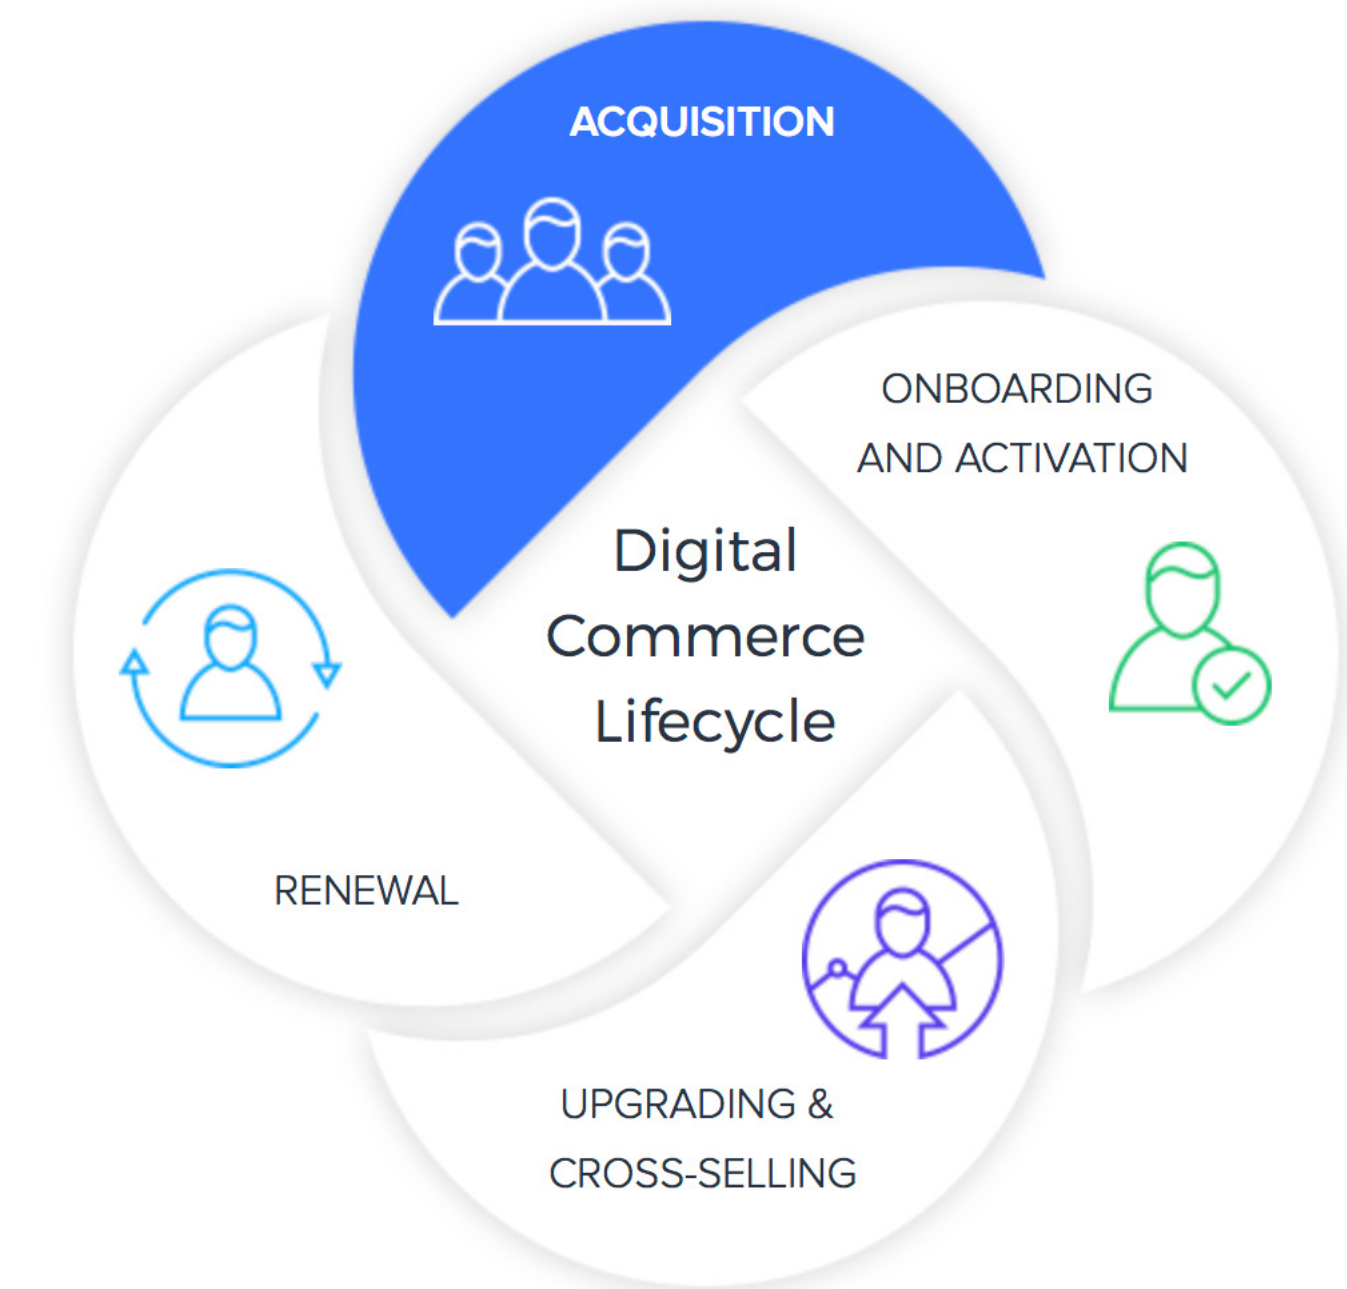 ACQUISITION
ONBOARDING
AND ACTIVATION
Digital
Commerce
Lifecycle
RENEWAL
UPGRADING &
CROSS-SELLING